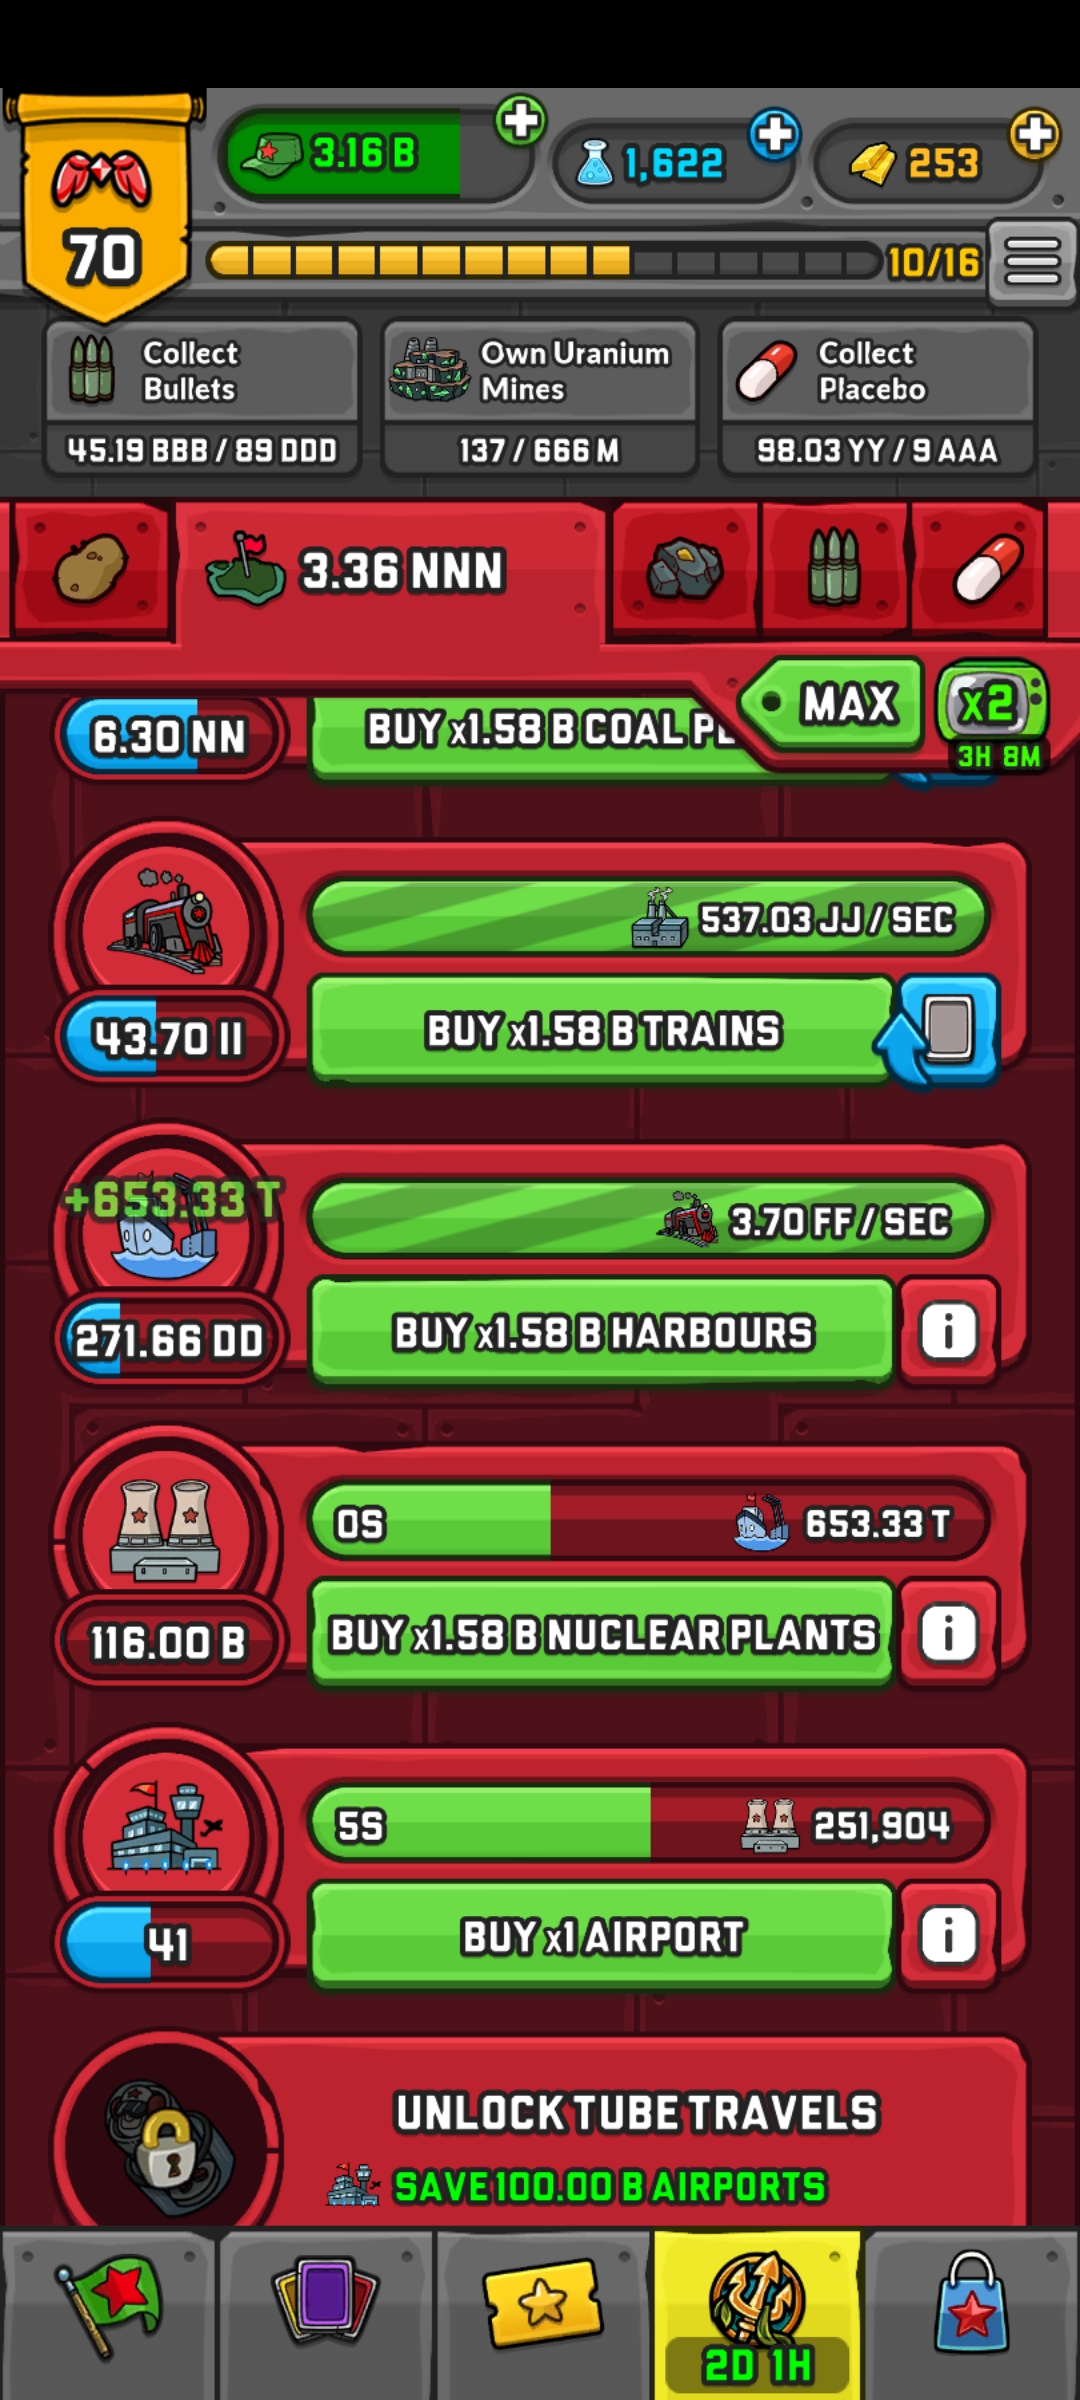 3.16 B
1,622
253
70
10/16
Collect
Bullets
45.19 BBB / 89 DDD
Own Uranium
Mines
137 / 666 M
Collect
Placebo
98.03 YY / 9 AAA
3.36 NNN
MAX
x2
3H 8M
6.30 NN
BUY x1.58 B COAL
537.03 JJ / SEC
43.70 II
BUY x1.58 B TRAINS
+653.33 T
3.70 FF / SEC
271.66 DD
BUY x1.58 B HARBOURS
i
0S
653.33 T
116.00 B
BUY x1.58 B NUCLEAR PLANTS
i
5S
251,904
41
BUY x1 AIRPORT
i
UNLOCK TUBE TRAVELS
SAVE 100.00 B AIRPORTS
2D 1H